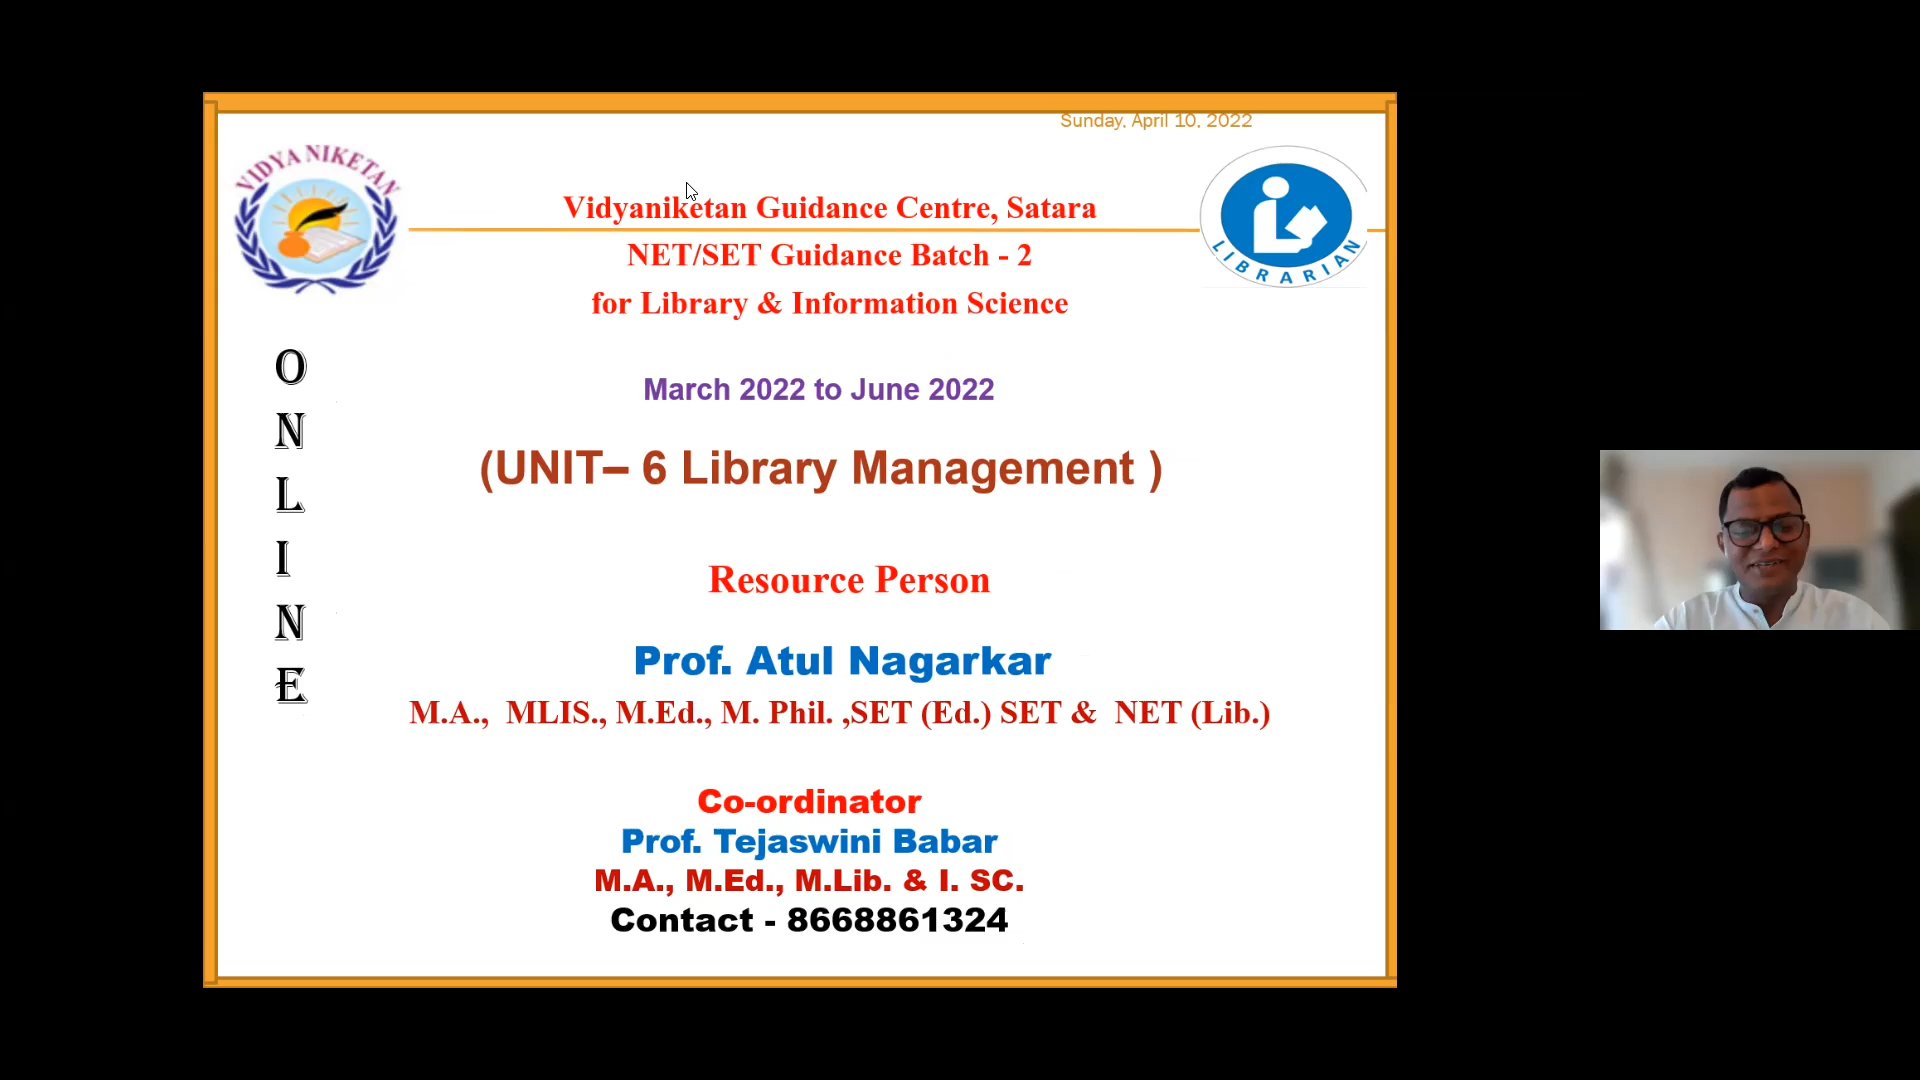 Sunday, April 10, 2022
VIDYA NIKETAN
LIBRARIAN
Vidyaniketan Guidance Centre, Satara
NET/SET Guidance Batch - 2
for Library & Information Science
ONLINE
March 2022 to June 2022
(UNIT– 6 Library Management )
Resource Person
Prof. Atul Nagarkar
M.A., MLIS., M.Ed., M. Phil. ,SET (Ed.) SET & NET (Lib.)
Co-ordinator
Prof. Tejaswini Babar
M.A., M.Ed., M.Lib. & I. SC.
Contact - 8668861324